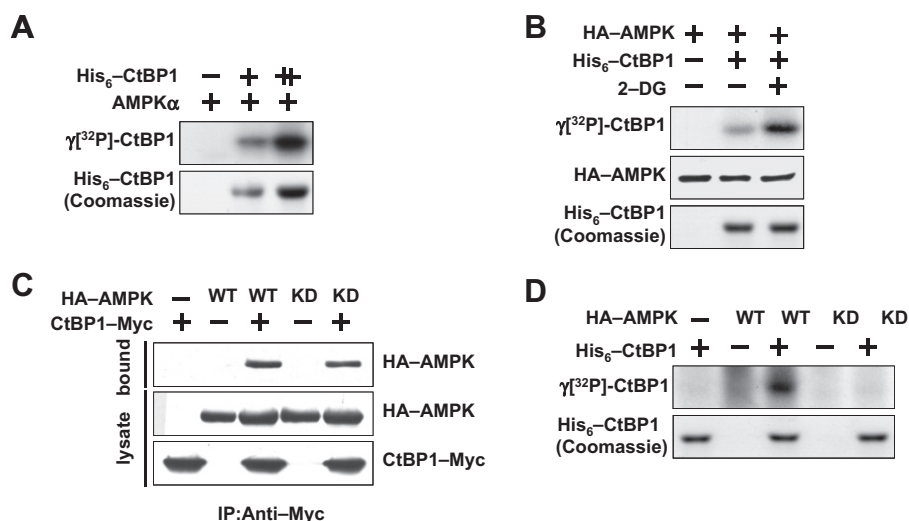 A
His6–CtBP1 – + ++
AMPKα + + +
γ[32P]-CtBP1
His6–CtBP1
(Coomassie)
B
HA–AMPK + + +
His6–CtBP1 – + +
2–DG – – +
γ[32P]-CtBP1
HA–AMPK
His6–CtBP1
(Coomassie)
C
HA–AMPK – WT WT KD KD
CtBP1–Myc + – + – +
bound
HA–AMPK
lysate
HA–AMPK
CtBP1–Myc
IP:Anti–Myc
D
HA–AMPK – WT WT KD KD
His6–CtBP1 + – + – +
γ[32P]-CtBP1
His6–CtBP1
(Coomassie)